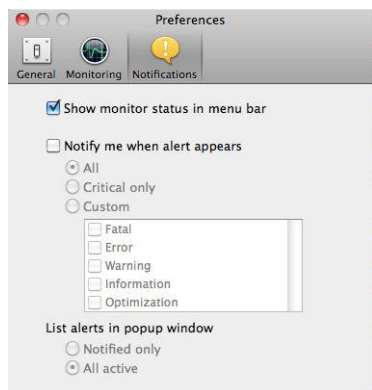 Preferences
General Monitoring Notifications
Show monitor status in menu bar
Notify me when alert appears
All
Critical only
Custom
Fatal
Error
Warning
Information
Optimization
List alerts in popup window
Notified only
All active